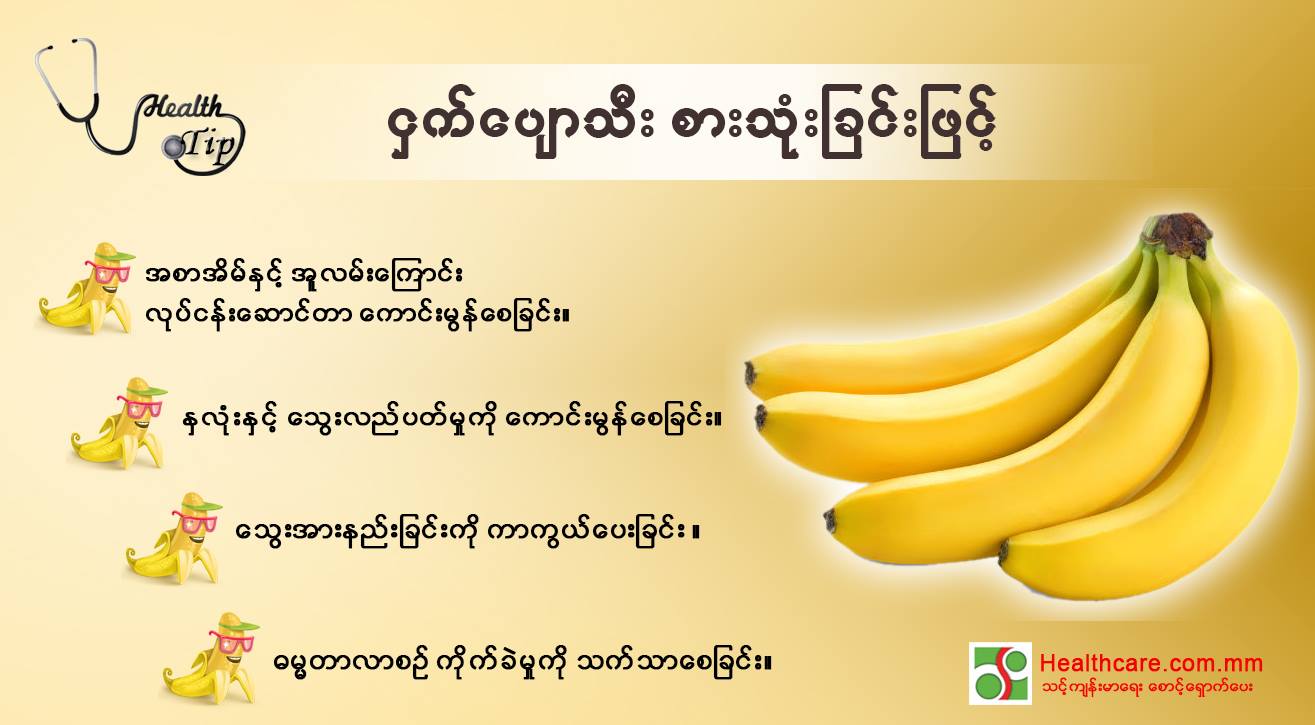 Health
Tip
ငှက်ပျောသီး စားသုံးခြင်းဖြင့်
အစာအိမ်နှင့် အူလမ်းကြောင်း
လုပ်ငန်းဆောင်တာ ကောင်းမွန်စေခြင်း။
နှလုံးနှင့် သွေးလည်ပတ်မှုကို ကောင်းမွန်စေခြင်း။
သွေးအားနည်းခြင်းကို ကာကွယ်ပေးခြင်း။
ဓမ္မတာလာစဉ် ကိုက်ခဲမှုကို သက်သာစေခြင်း။
Healthcare.com.mm
သင့်ကျန်းမာရေး စောင့်ရှောက်ပေး